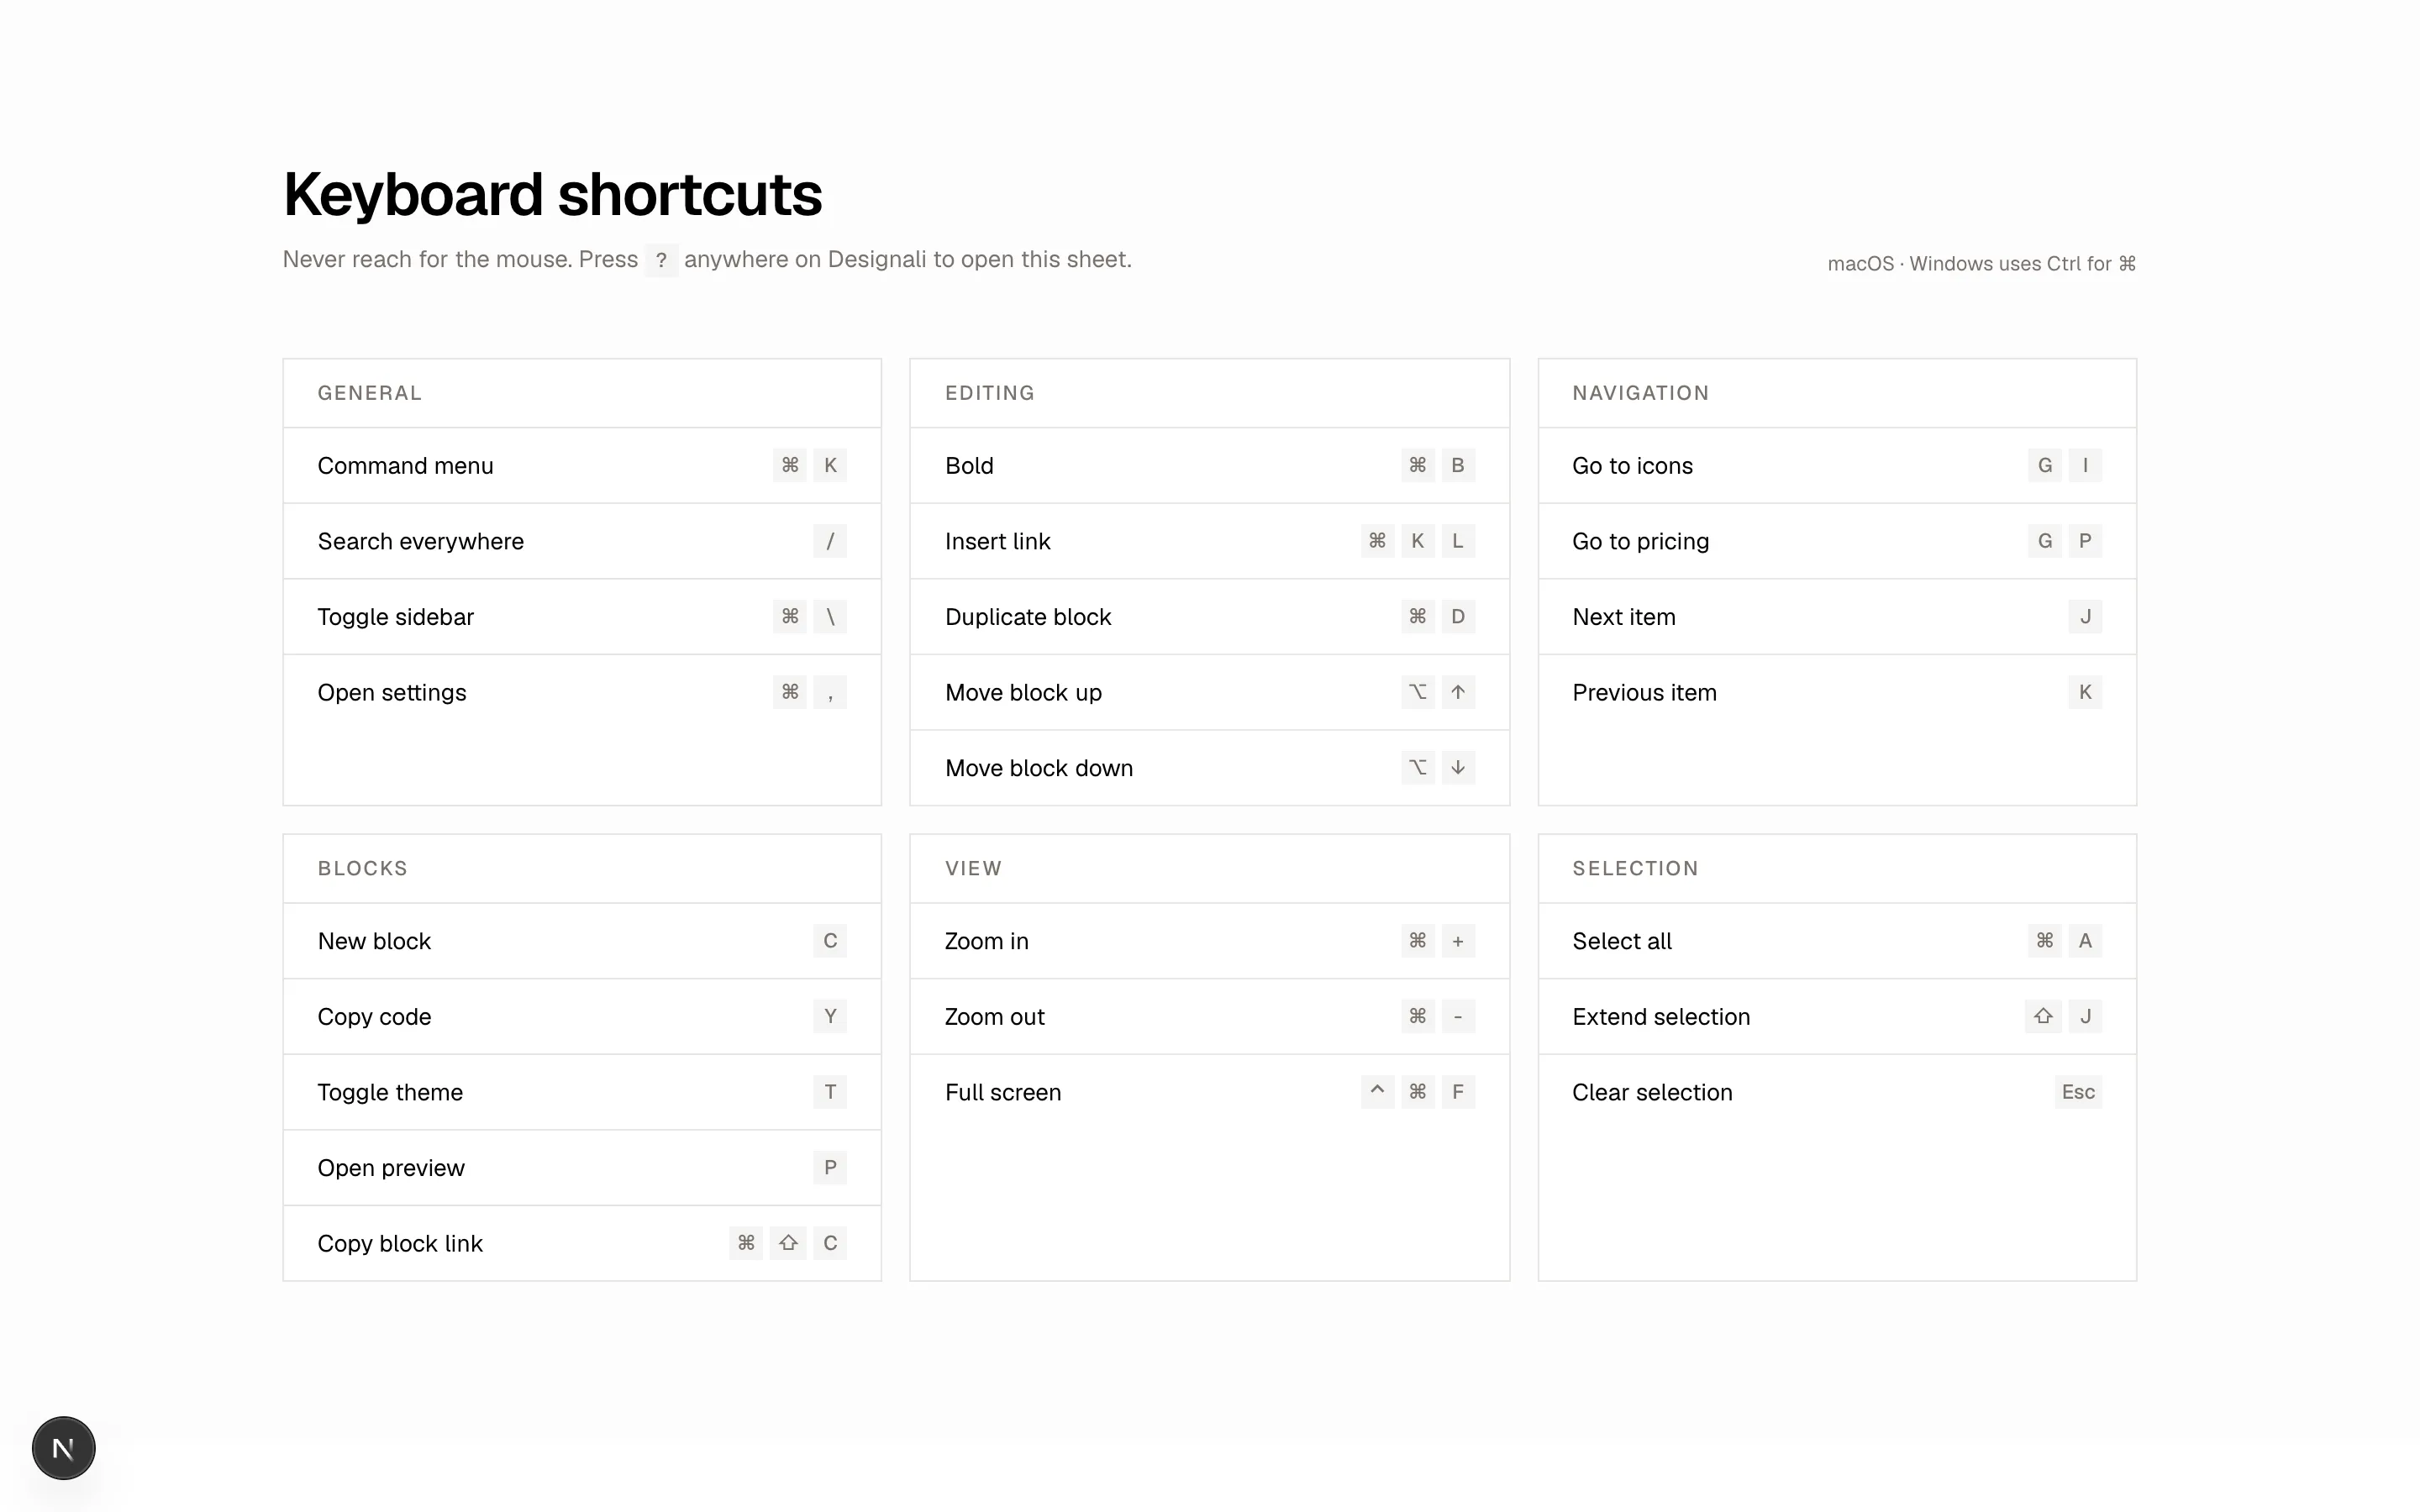 Keyboard shortcuts
Never reach for the mouse. Press ? anywhere on Designali to open this sheet.
macOS · Windows uses Ctrl for ⌘
GENERAL
Command menu ⌘ K
Search everywhere /
Toggle sidebar ⌘ \
Open settings ⌘ ,
EDITING
Bold ⌘ B
Insert link ⌘ K L
Duplicate block ⌘ D
Move block up ⌥ ↑
Move block down ⌥ ↓
NAVIGATION
Go to icons G I
Go to pricing G P
Next item J
Previous item K
BLOCKS
New block C
Copy code Y
Toggle theme T
Open preview P
Copy block link ⌘ ⇧ C
VIEW
Zoom in ⌘ +
Zoom out ⌘ -
Full screen ^ ⌘ F
SELECTION
Select all ⌘ A
Extend selection ⇧ J
Clear selection Esc
N